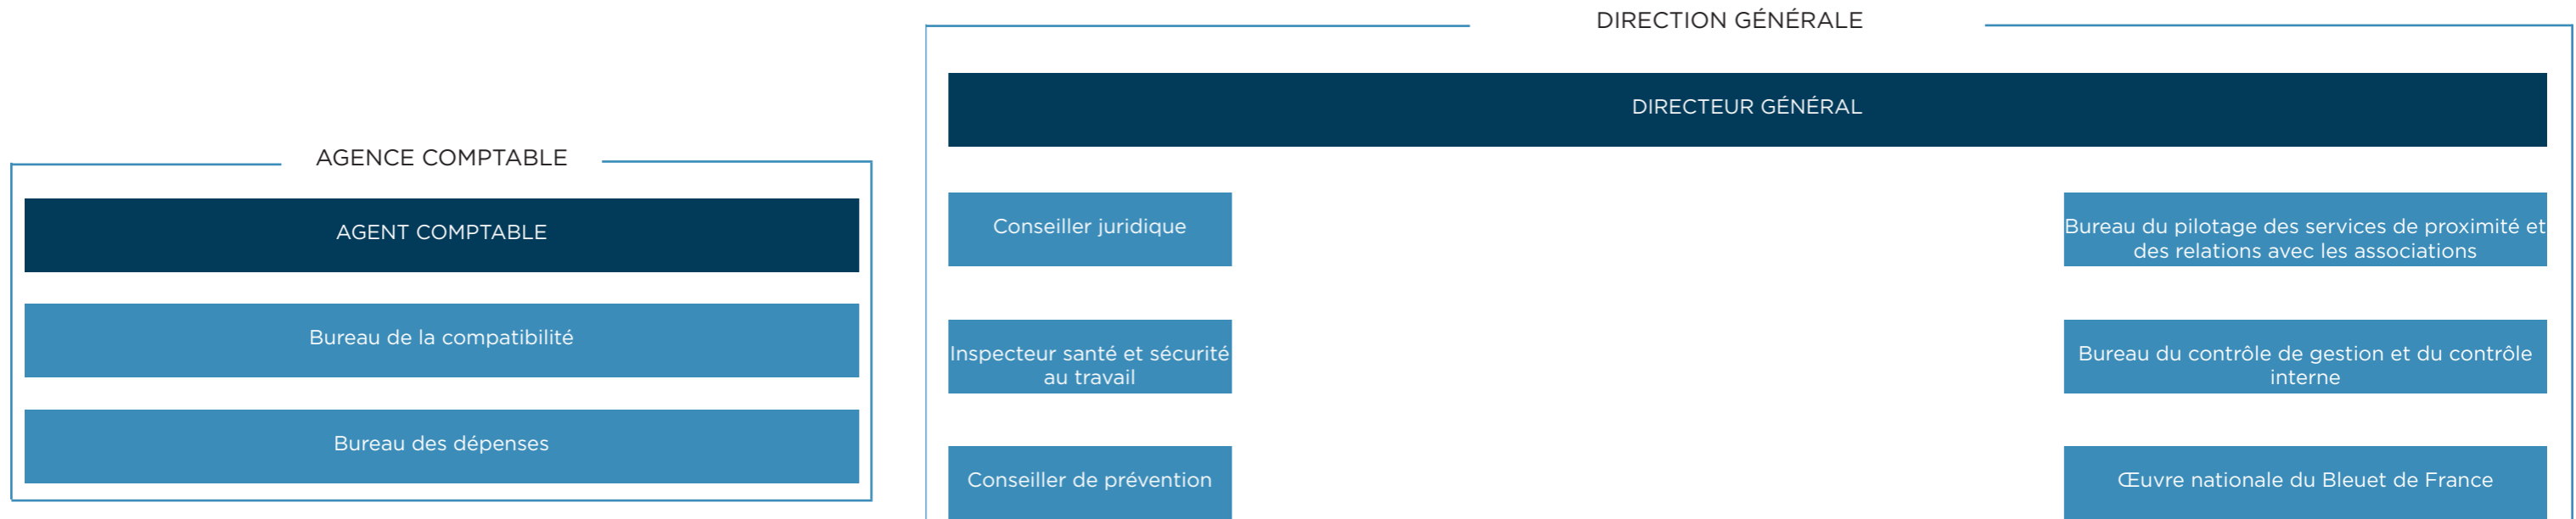 AGENCE COMPTABLE
AGENT COMPTABLE
Bureau de la compatibilité
Bureau des dépenses
DIRECTION GÉNÉRALE
DIRECTEUR GÉNÉRAL
Conseiller juridique
Inspecteur santé et sécurité
au travail
Conseiller de prévention
Bureau du pilotage des services de proximité et
des relations avec les associations
Bureau du contrôle de gestion et du contrôle
interne
Œuvre nationale du Bleuet de France